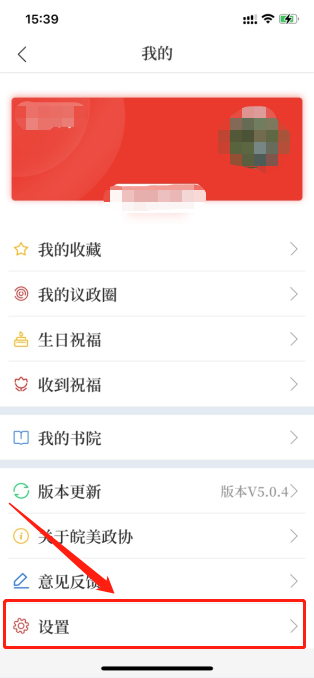 15:39
我的
我的收藏
我的议政圈
生日祝福
收到祝福
我的书院
版本更新 版本V5.0.4
关于皖美政协
意见反馈
设置